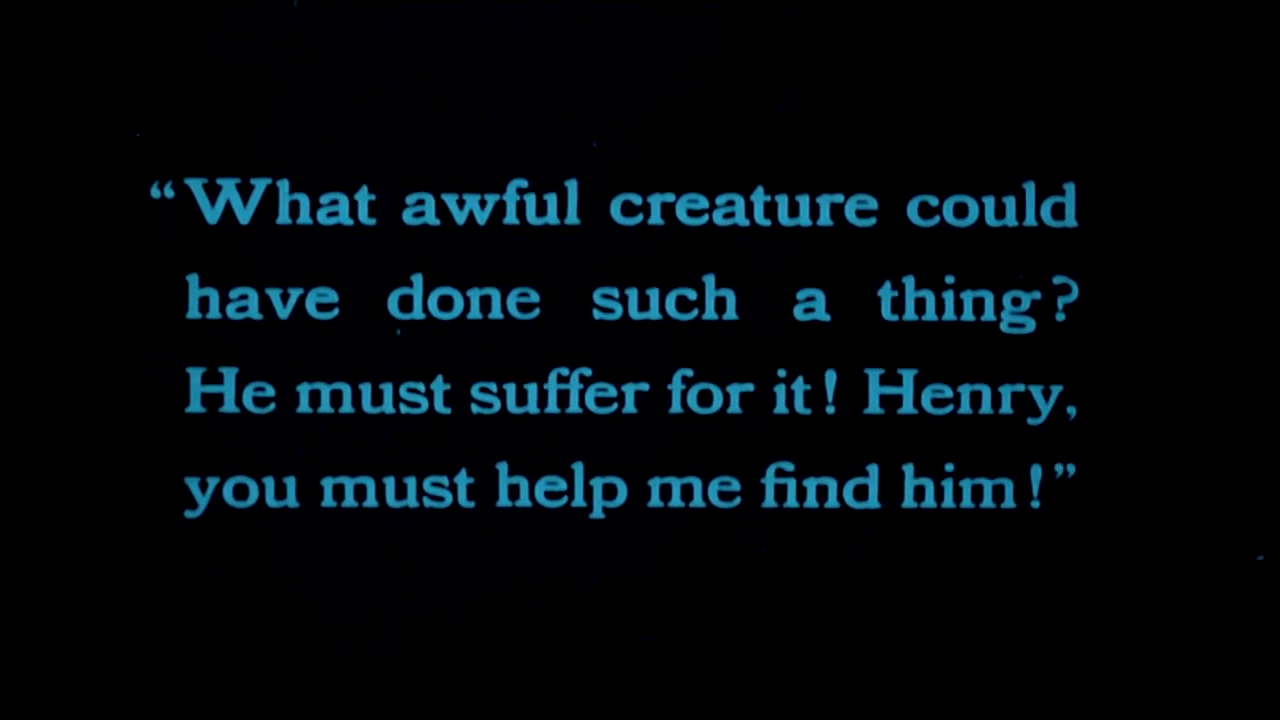 “What awful creature could
have done such a thing?
He must suffer for it! Henry,
you must help me find him!”